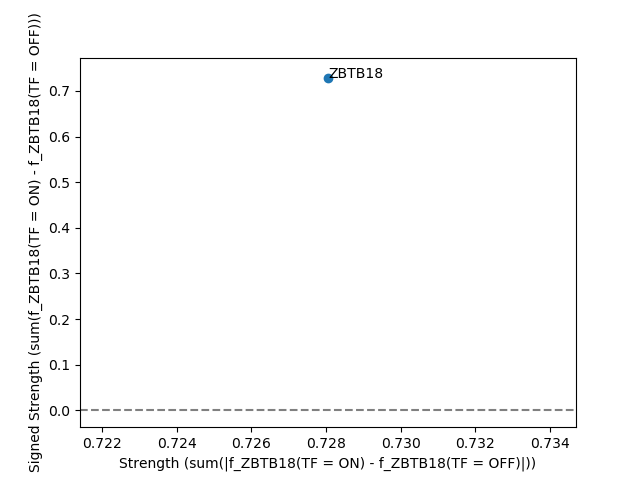 Signed Strength (sum(f_ZBTB18(TF = ON) - f_ZBTB18(TF = OFF)))
0.7
0.6
0.5
0.4
0.3
0.2
0.1
0.0
ZBTB18
0.722 0.724 0.726 0.728 0.730 0.732 0.734
Strength (sum(|f_ZBTB18(TF = ON) - f_ZBTB18(TF = OFF)|))